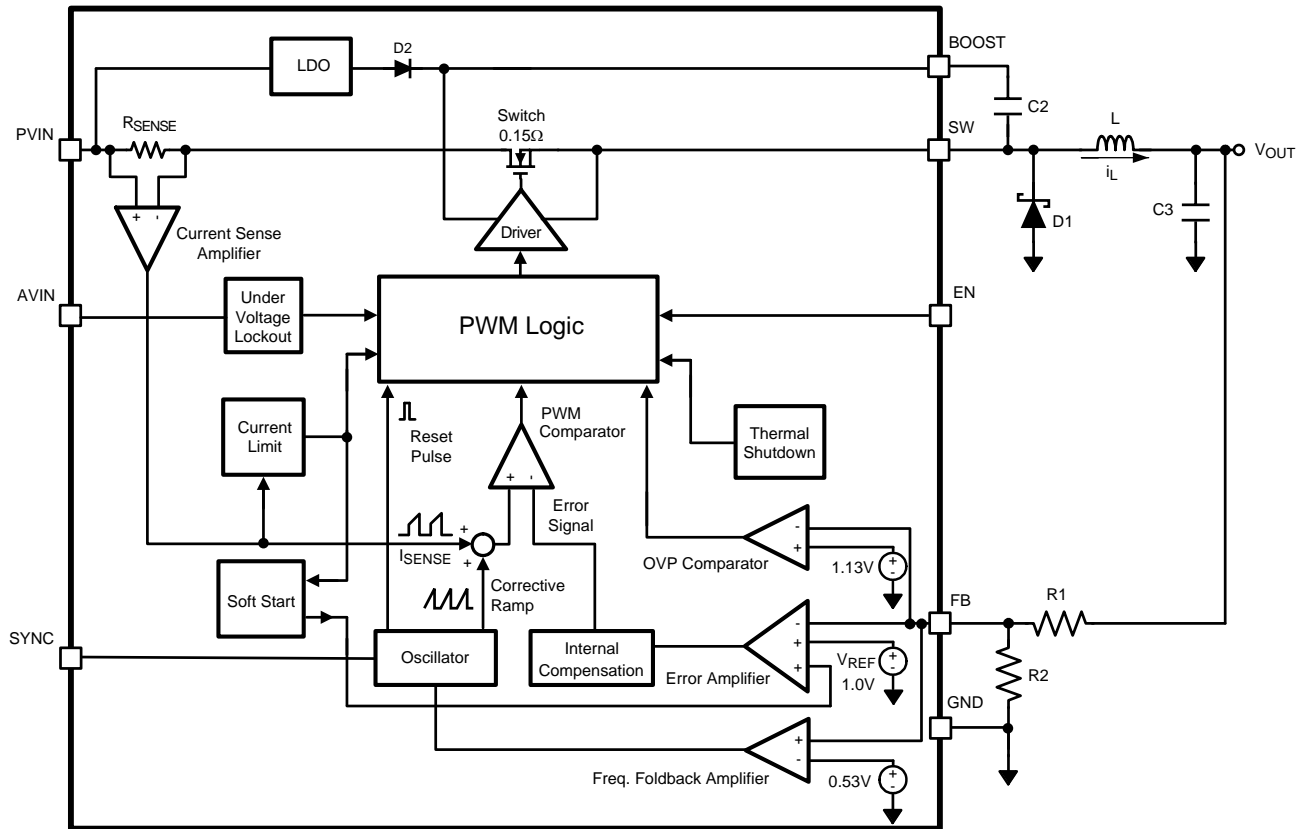 BOOST
LDO
D2
C2
PVIN
RSENSE
Switch
0.15Ω
SW
L
VOUT
iL
+ -
Driver
D1
C3
Current Sense
Amplifier
AVIN
Under
Voltage
Lockout
PWM Logic
EN
Current
Limit
Reset
Pulse
PWM
Comparator
Thermal
Shutdown
+ -
Error
Signal
ISENSE
+
+
-
+
+
-
OVP Comparator
1.13V
Corrective
Ramp
Soft Start
FB
R1
SYNC
Oscillator
Internal
Compensation
-
+
+
Error Amplifier
VREF
1.0V
+
-
R2
GND
+
-
Freq. Foldback Amplifier
0.53V
+
-